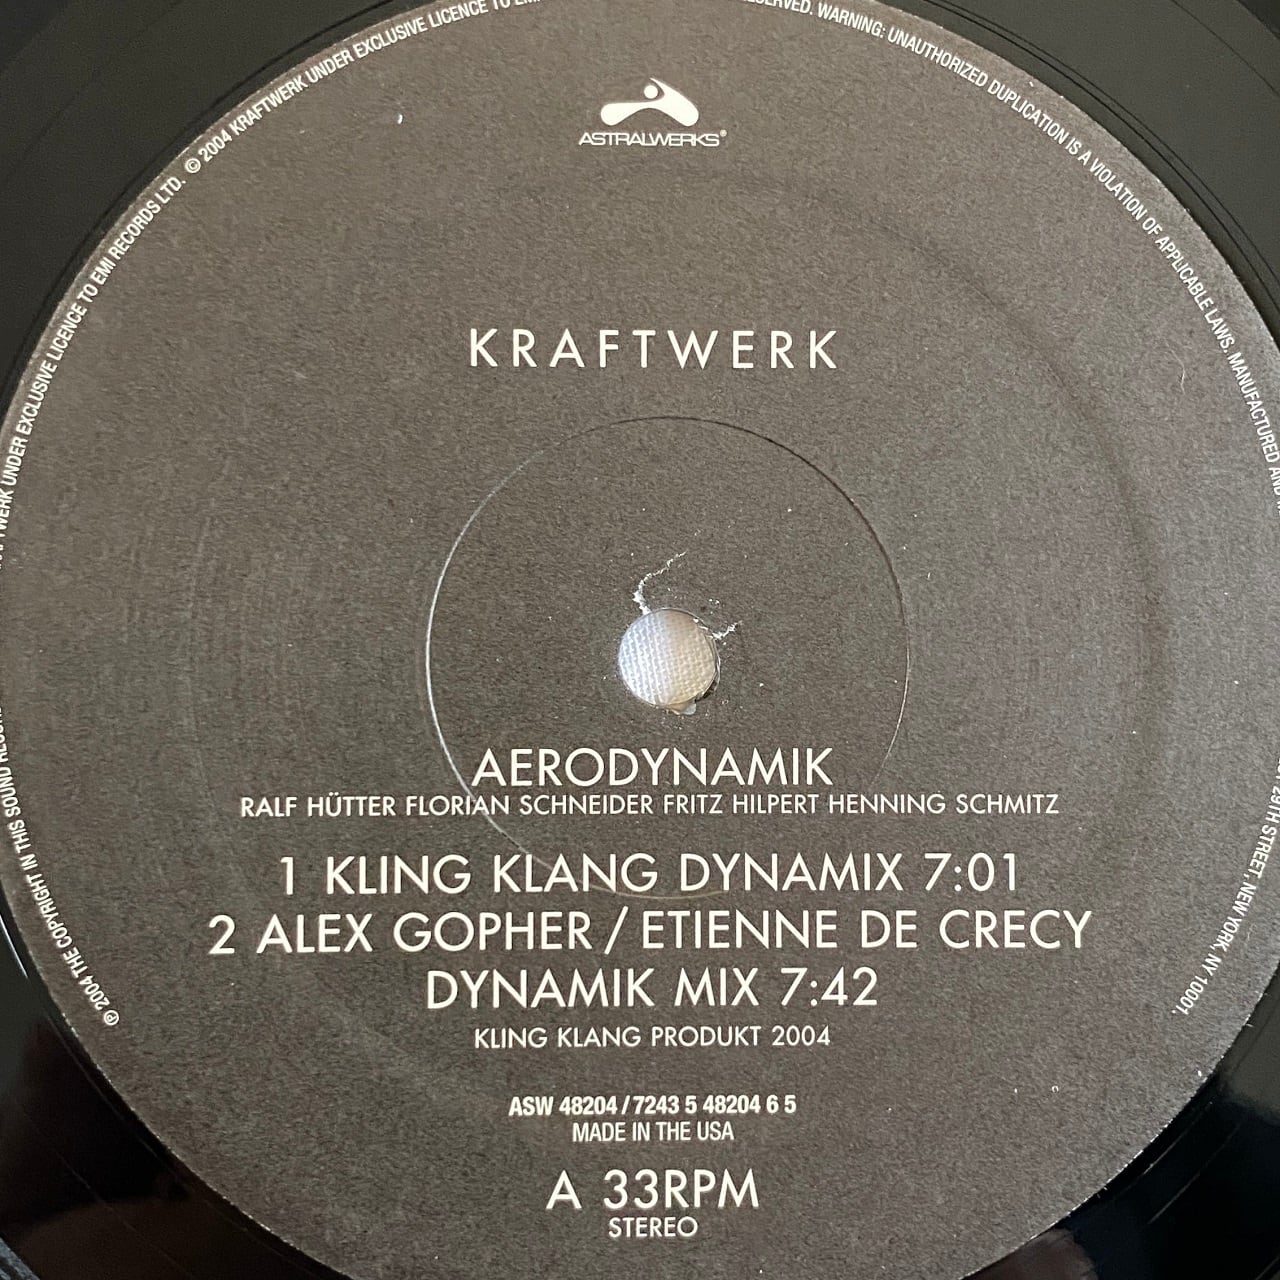 ASTRALWERKS®
KRAFTWERK
AERODYNAMIK
RALF HÜTTER FLORIAN SCHNEIDER FRITZ HILPERT HENNING SCHMITZ
1 KLING KLANG DYNAMIX 7:01
2 ALEX GOPHER / ETIENNE DE CRECY
DYNAMIK MIX 7:42
KLING KLANG PRODUKT 2004
ASW 48204 / 7243 5 48204 6 5
MADE IN THE USA
A 33RPM
STEREO
℗ 2004 THE COPYRIGHT IN THIS SOUND
UNDER EXCLUSIVE LICENCE TO EMI RECORDS LTD. © 2004 KRAFTWERK UNDER EXCLUSIVE LICENCE TO EMI
WARNING: UNAUTHORIZED DUPLICATION IS A VIOLATION OF APPLICABLE LAWS. MANUFACTURED
STREET, NEW YORK, NY 10001.